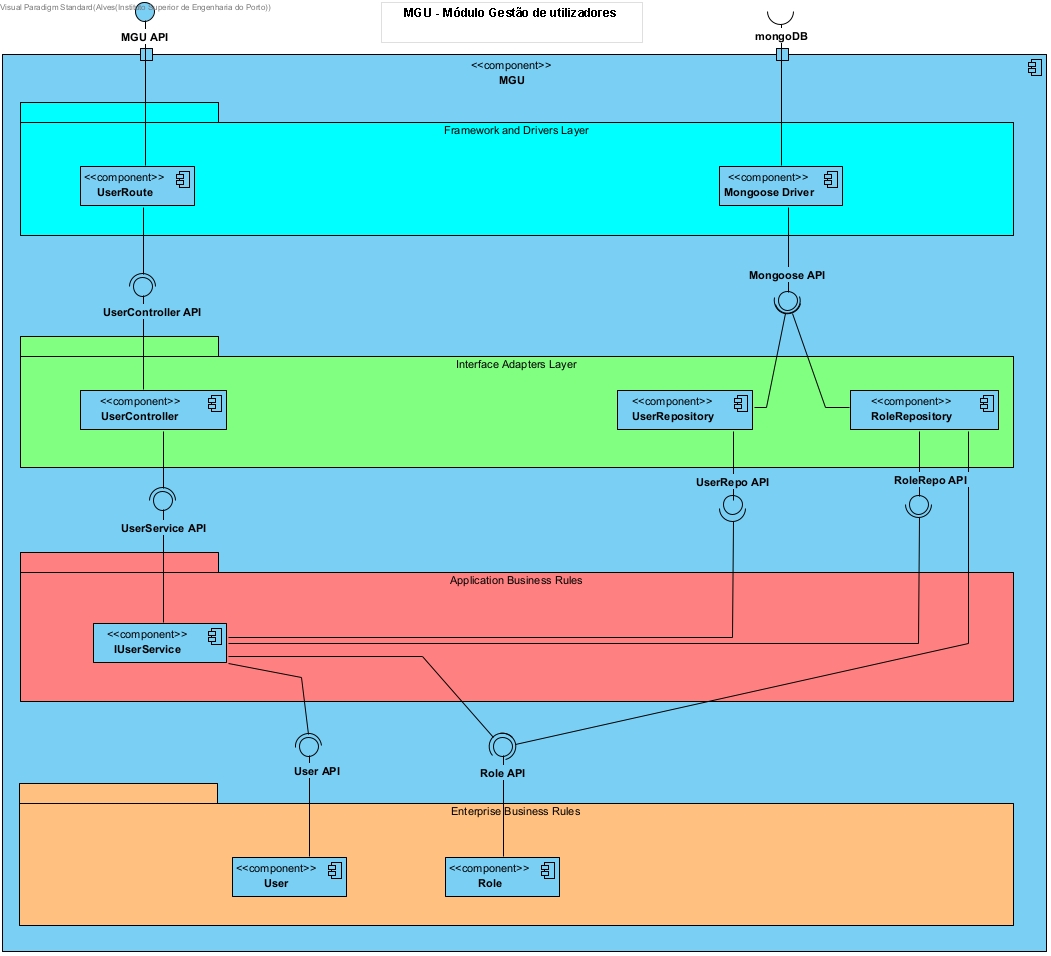 Visual Paradigm Standard(Alves(Instituto Superior de Engenharia do Porto))
MGU - Módulo Gestão de utilizadores
MGU API
mongoDB
<<component>>
MGU
Framework and Drivers Layer
<<component>>
UserRoute
<<component>>
Mongoose Driver
Mongoose API
UserController API
Interface Adapters Layer
<<component>>
UserController
<<component>>
UserRepository
<<component>>
RoleRepository
UserRepo API
RoleRepo API
UserService API
Application Business Rules
<<component>>
IUserService
User API
Role API
Enterprise Business Rules
<<component>>
User
<<component>>
Role